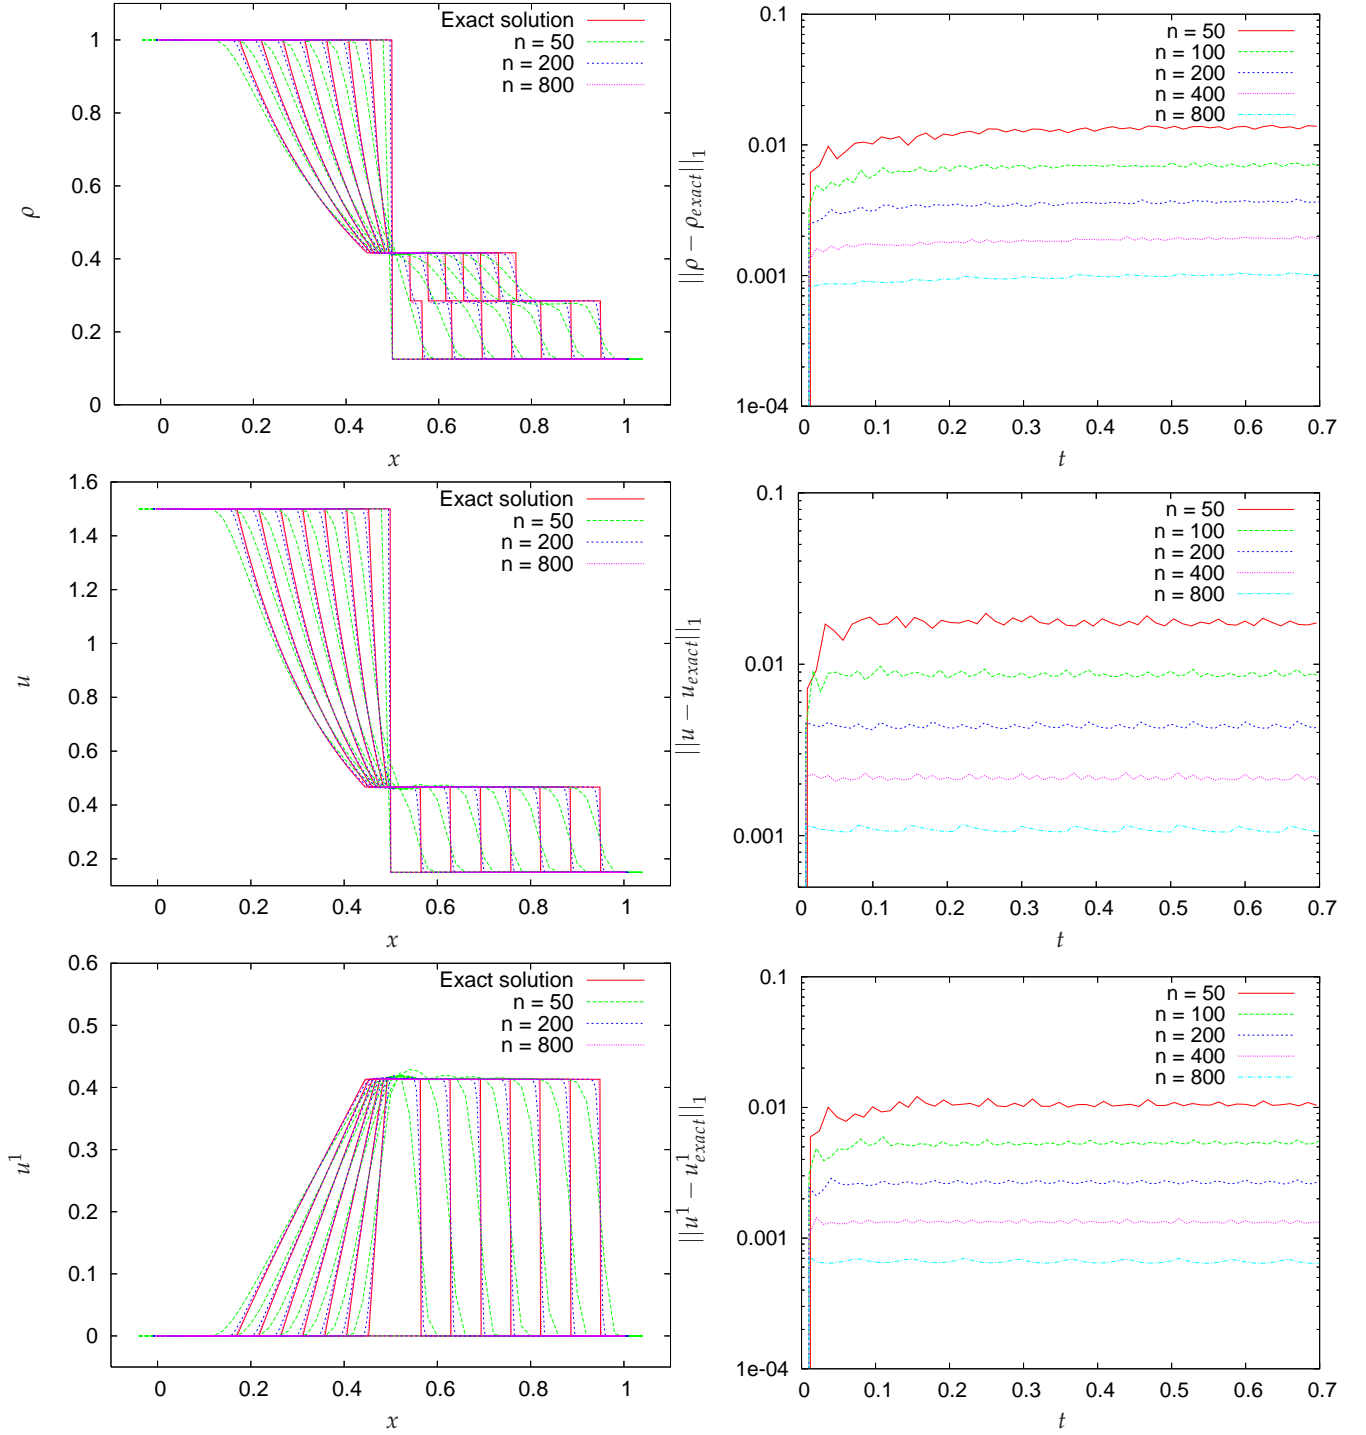 Exact solution
n = 50
n = 200
n = 800
1
0.8
0.6
0.4
0.2
0
ρ
0 0.2 0.4 0.6 0.8 1
x
n = 50
n = 100
n = 200
n = 400
n = 800
0.1
0.01
0.001
1e-04
||ρ − ρ_exact||_1
0 0.1 0.2 0.3 0.4 0.5 0.6 0.7
t
Exact solution
n = 50
n = 200
n = 800
1.6
1.4
1.2
1
0.8
0.6
0.4
0.2
u
0 0.2 0.4 0.6 0.8 1
x
n = 50
n = 100
n = 200
n = 400
n = 800
0.1
0.01
0.001
||u − u_exact||_1
0 0.1 0.2 0.3 0.4 0.5 0.6 0.7
t
Exact solution
n = 50
n = 200
n = 800
0.6
0.5
0.4
0.3
0.2
0.1
0
u^1
0 0.2 0.4 0.6 0.8 1
x
n = 50
n = 100
n = 200
n = 400
n = 800
0.1
0.01
0.001
1e-04
||u^1 − u^1_exact||_1
0 0.1 0.2 0.3 0.4 0.5 0.6 0.7
t